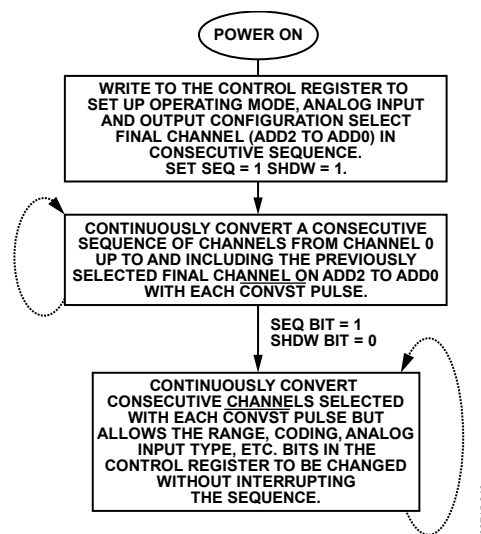 POWER ON
WRITE TO THE CONTROL REGISTER TO
SET UP OPERATING MODE, ANALOG INPUT
AND OUTPUT CONFIGURATION SELECT
FINAL CHANNEL (ADD2 TO ADD0) IN
CONSECUTIVE SEQUENCE.
SET SEQ = 1 SHDW = 1.
CONTINUOUSLY CONVERT A CONSECUTIVE
SEQUENCE OF CHANNELS FROM CHANNEL 0
UP TO AND INCLUDING THE PREVIOUSLY
SELECTED FINAL CHANNEL ON ADD2 TO ADD0
WITH EACH CONVST PULSE.
SEQ BIT = 1
SHDW BIT = 0
CONTINUOUSLY CONVERT
CONSECUTIVE CHANNELS SELECTED
WITH EACH CONVST PULSE BUT
ALLOWS THE RANGE, CODING, ANALOG
INPUT TYPE, ETC. BITS IN THE
CONTROL REGISTER TO BE CHANGED
WITHOUT INTERRUPTING
THE SEQUENCE.